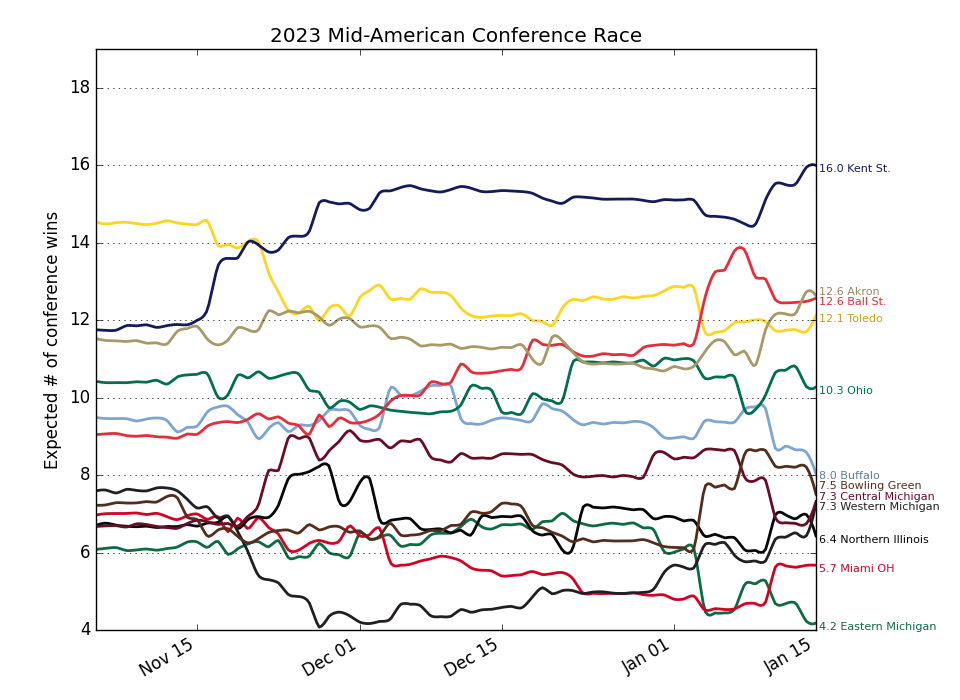 2023 Mid-American Conference Race
Expected # of conference wins
18
16
14
12
10
8
6
4
Nov 15
Dec 01
Dec 15
Jan 01
Jan 15
16.0 Kent St.
12.6 Akron
12.6 Ball St.
12.1 Toledo
10.3 Ohio
8.0 Buffalo
7.5 Bowling Green
7.3 Central Michigan
7.3 Western Michigan
6.4 Northern Illinois
5.7 Miami OH
4.2 Eastern Michigan